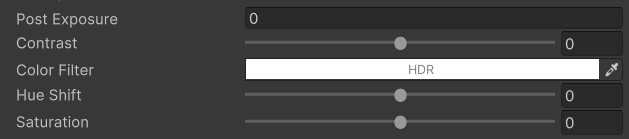 Post Exposure 0
Contrast 0
Color Filter HDR
Hue Shift 0
Saturation 0